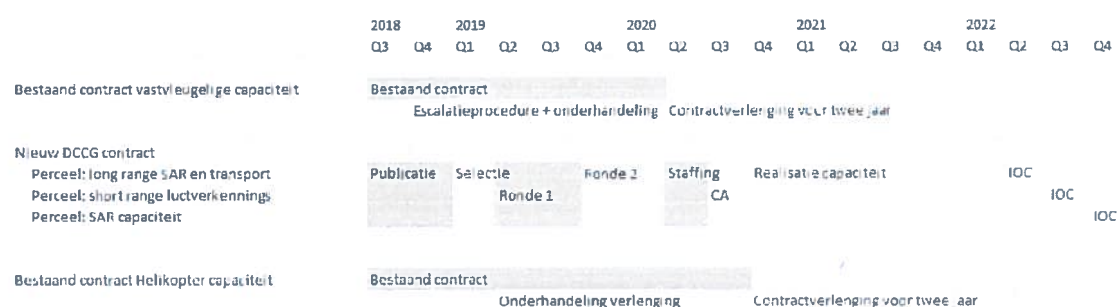 2018 2019 2020 2021 2022
Q3 Q4 Q1 Q2 Q3 Q4 Q1 Q2 Q3 Q4 Q1 Q2 Q3 Q4 Q1 Q2 Q3 Q4
Bestaand contract vastvleugelige capaciteit Bestaand contract
Escalatieprocedure + onderhandeling Contractverlenging voor twee jaar
Nieuw DCCG contract
Perceel: long range SAR en transport Publicatie Selectie Ronde 2 Staffing Realisatie capaciteit IOC
Perceel: short range luctverkennings Ronde 1 CA IOC
Perceel: SAR capaciteit IOC
Bestaand contract Helikopter capaciteit Bestaand contract
Onderhandeling verlenging Contractverlenging voor twee jaar